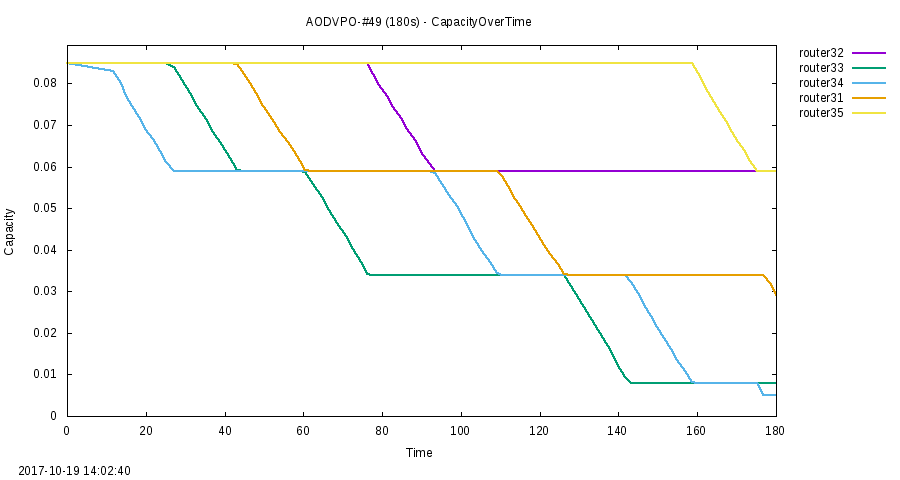 AODVPO-#49 (180s) - CapacityOverTime
router32
router33
router34
router31
router35
0.08
0.07
0.06
0.05
0.04
0.03
0.02
0.01
0
Capacity
0 20 40 60 80 100 120 140 160 180
Time
2017-10-19 14:02:40